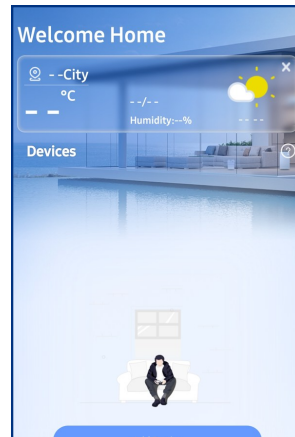 Welcome Home
- -City
°C
_ _
--/--
Humidity:--%
- - - -
Devices
?